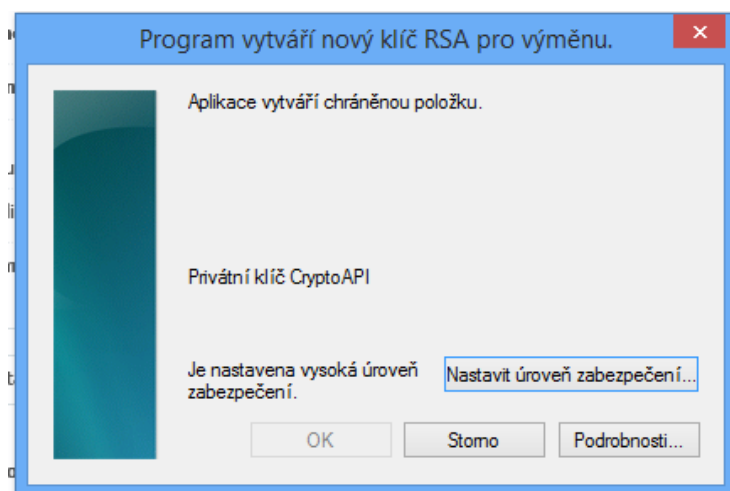 Program vytváří nový klíč RSA pro výměnu.
Aplikace vytváří chráněnou položku.
Privátní klíč CryptoAPI
Je nastavena vysoká úroveň
zabezpečení.
Nastavit úroveň zabezpečení...
OK
Storno
Podrobnosti...